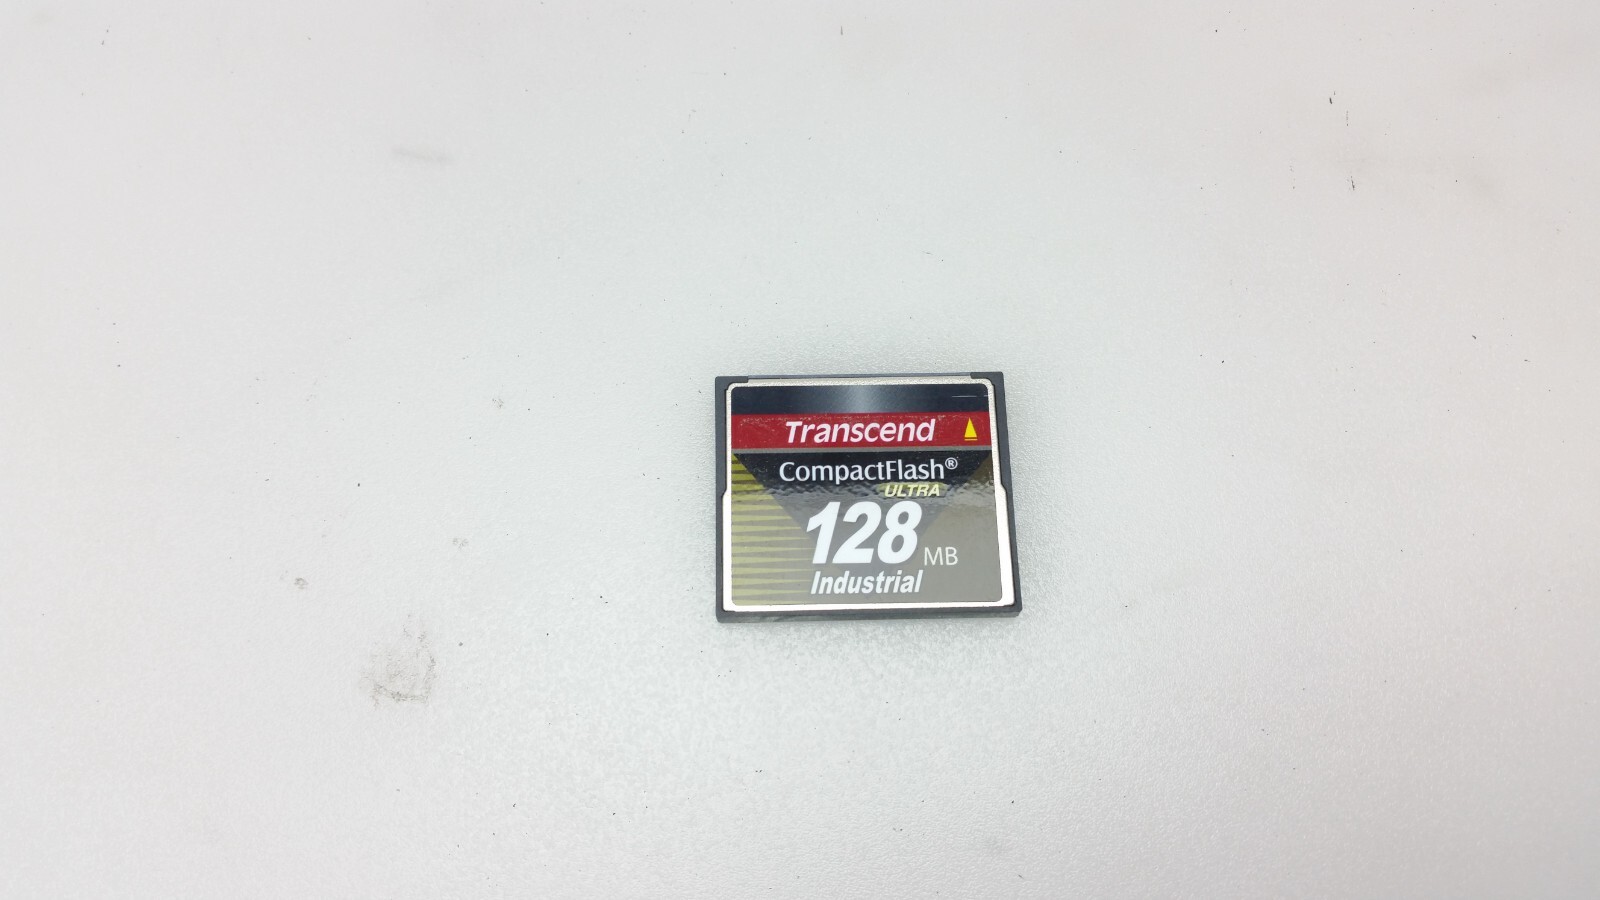 Transcend
CompactFlash®
ULTRA
128 MB
Industrial